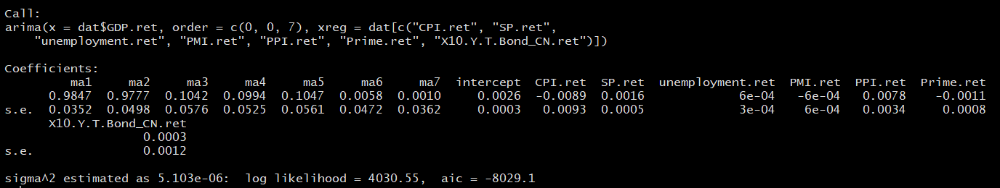 Call:
arima(x = dat$GDP.ret, order = c(0, 0, 7), xreg = dat[c("CPI.ret", "SP.ret",
    "unemployment.ret", "PMI.ret", "PPI.ret", "Prime.ret", "X10.Y.T.Bond_CN.ret")])
Coefficients:
         ma1     ma2     ma3     ma4     ma5     ma6     ma7  intercept  CPI.ret  SP.ret  unemployment.ret  PMI.ret  PPI.ret  Prime.ret
      0.9847  0.9777  0.1042  0.0994  0.1047  0.0058  0.0010     0.0026  -0.0089  0.0016             6e-04   -6e-04   0.0078    -0.0011
s.e.  0.0352  0.0498  0.0576  0.0525  0.0561  0.0472  0.0362     0.0003   0.0093  0.0005             3e-04    6e-04   0.0034     0.0008
      X10.Y.T.Bond_CN.ret
                   0.0003
s.e.               0.0012
sigma^2 estimated as 5.103e-06:  log likelihood = 4030.55,  aic = -8029.1